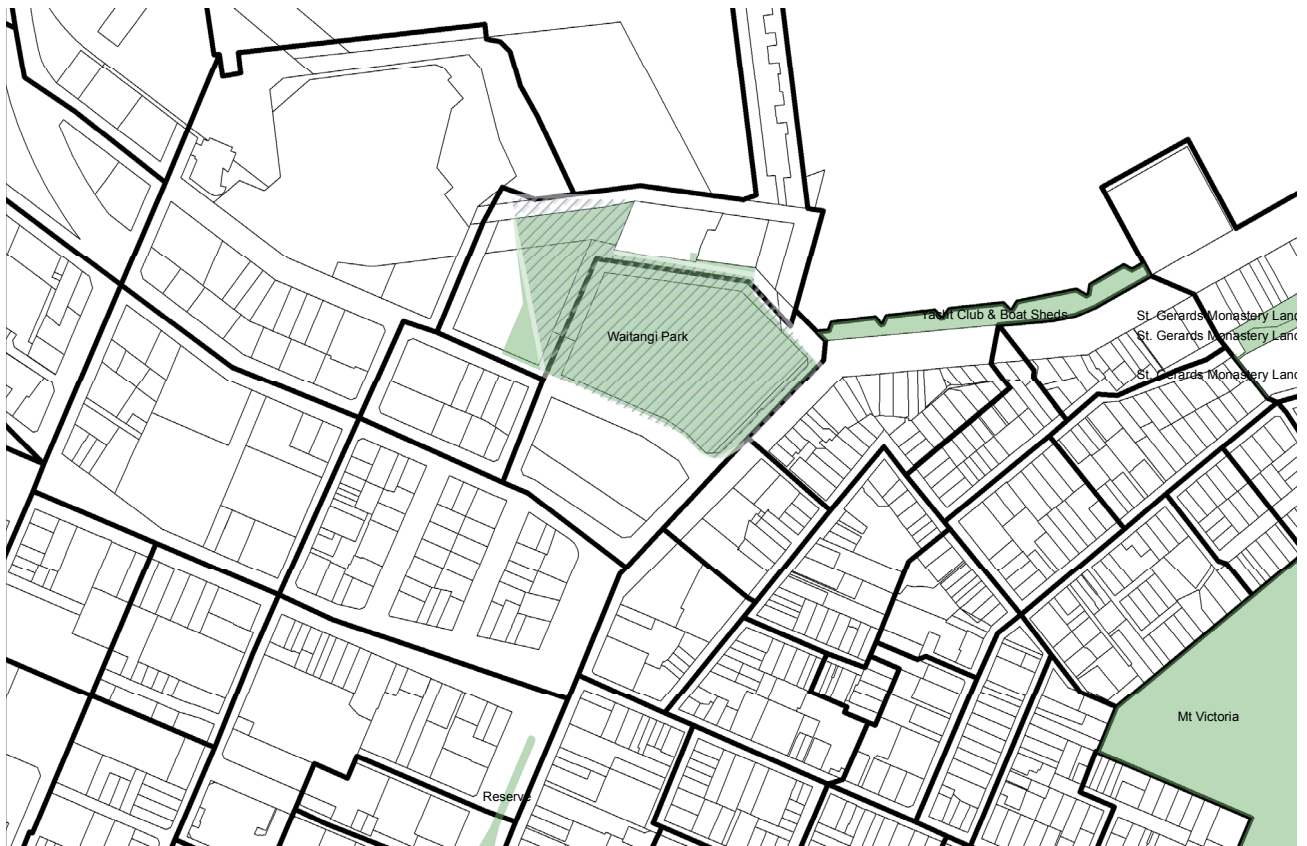 Yacht Club & Boat Sheds
St. Gerards Monastery Land
St. Gerards Monastery Land
Waitangi Park
St. Gerards Monastery Land
Mt Victoria
Reserve